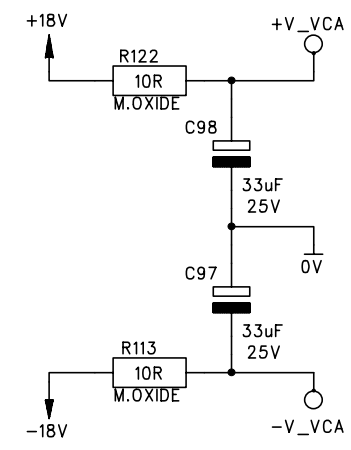 +18V
+V_VCA
R122
10R
M.OXIDE
C98
33uF
25V
0V
C97
33uF
25V
R113
10R
M.OXIDE
-18V
-V_VCA